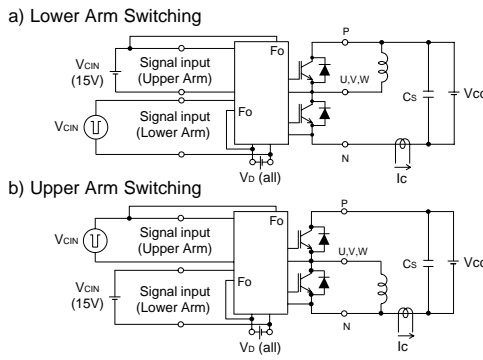 a) Lower Arm Switching
P
Fo
VCIN
(15V)
Signal input
(Upper Arm)
U,V,W
CS
Vcc
Signal input
(Lower Arm)
Fo
VCIN
VD (all)
N
Ic
b) Upper Arm Switching
P
Fo
VCIN
Signal input
(Upper Arm)
U,V,W
CS
Vcc
VCIN
(15V)
Signal input
(Lower Arm)
Fo
VD (all)
N
Ic